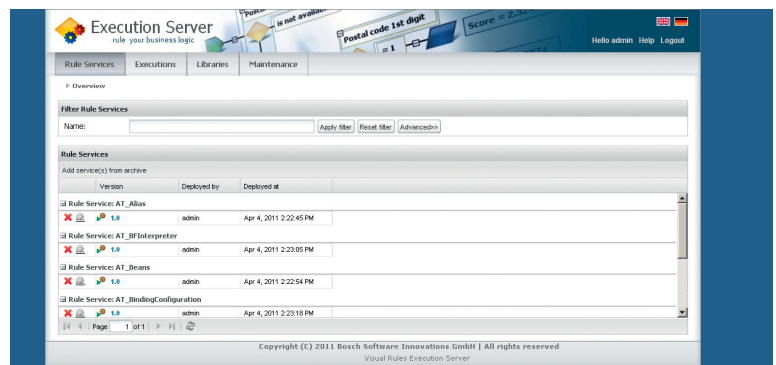 Execution Server
rule your business logic
is not availa
Postal code 1st digit
= 1
Score = 2.52
Hello admin Help Logout
Rule Services Executions Libraries Maintenance
Overview
Filter Rule Services
Name: Apply filter Reset filter Advanced>>
Rule Services
Add service(s) from archive
Version Deployed by Deployed at
Rule Service: AT_Alias
1.0 admin Apr 4, 2011 2:22:45 PM
Rule Service: AT_BFInterpreter
1.0 admin Apr 4, 2011 2:23:05 PM
Rule Service: AT_Beans
1.0 admin Apr 4, 2011 2:22:54 PM
Rule Service: AT_BindingConfiguration
1.0 admin Apr 4, 2011 2:23:18 PM
Page 1 of 1
Copyright (C) 2011 Bosch Software Innovations GmbH | All rights reserved
Visual Rules Execution Server